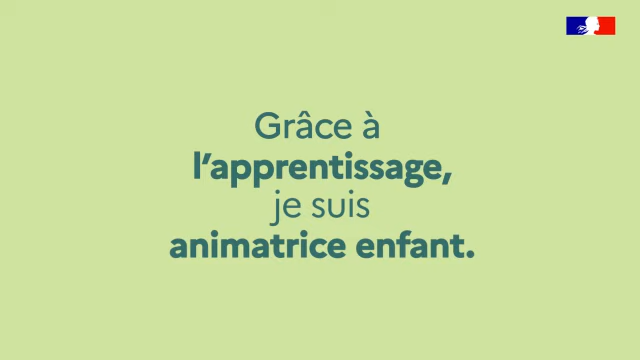 Grâce à
l’apprentissage,
je suis
animatrice enfant.